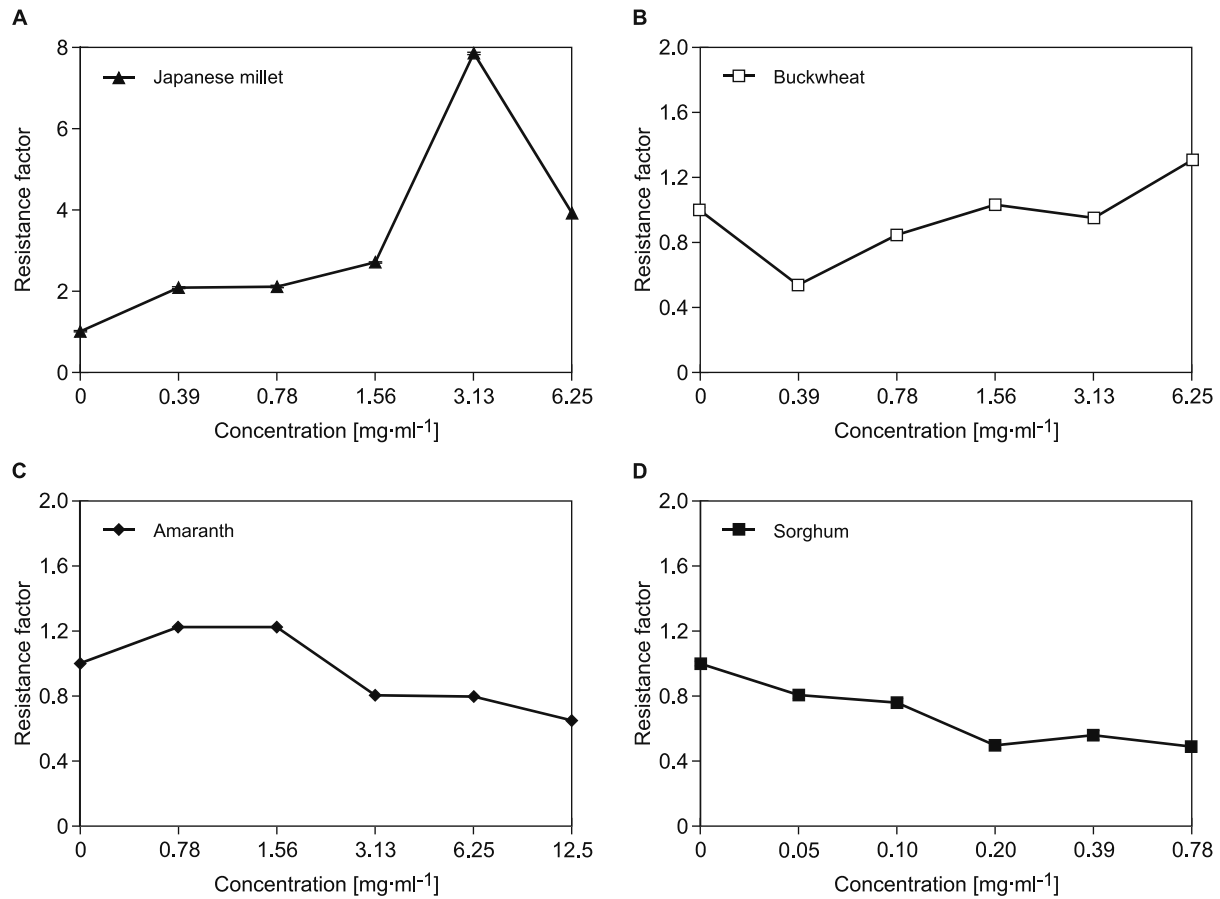 A
Resistance factor
8
6
4
2
0
Japanese millet
0 0.39 0.78 1.56 3.13 6.25
Concentration [mg·ml⁻¹]
B
Resistance factor
2.0
1.6
1.2
0.8
0.4
0
Buckwheat
0 0.39 0.78 1.56 3.13 6.25
Concentration [mg·ml⁻¹]
C
Resistance factor
2.0
1.6
1.2
0.8
0.4
0
Amaranth
0 0.78 1.56 3.13 6.25 12.5
Concentration [mg·ml⁻¹]
D
Resistance factor
2.0
1.6
1.2
0.8
0.4
0
Sorghum
0 0.05 0.10 0.20 0.39 0.78
Concentration [mg·ml⁻¹]